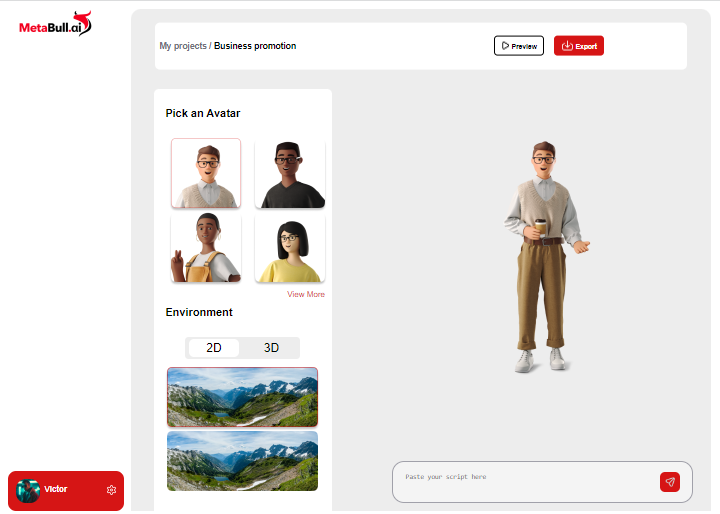 MetaBull.ai
My projects / Business promotion
Preview
Export
Pick an Avatar
View More
Environment
2D
3D
Paste your script here
Victor